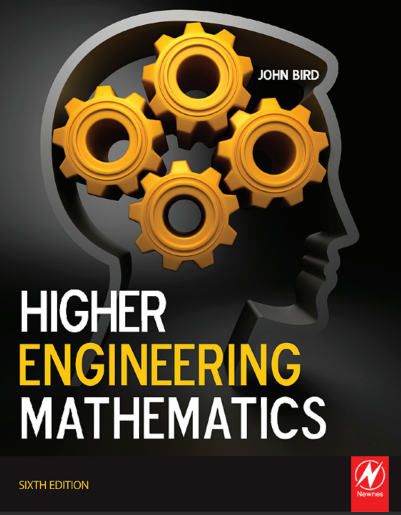 JOHN BIRD
HIGHER
ENGINEERING
MATHEMATICS
SIXTH EDITION
Newnes